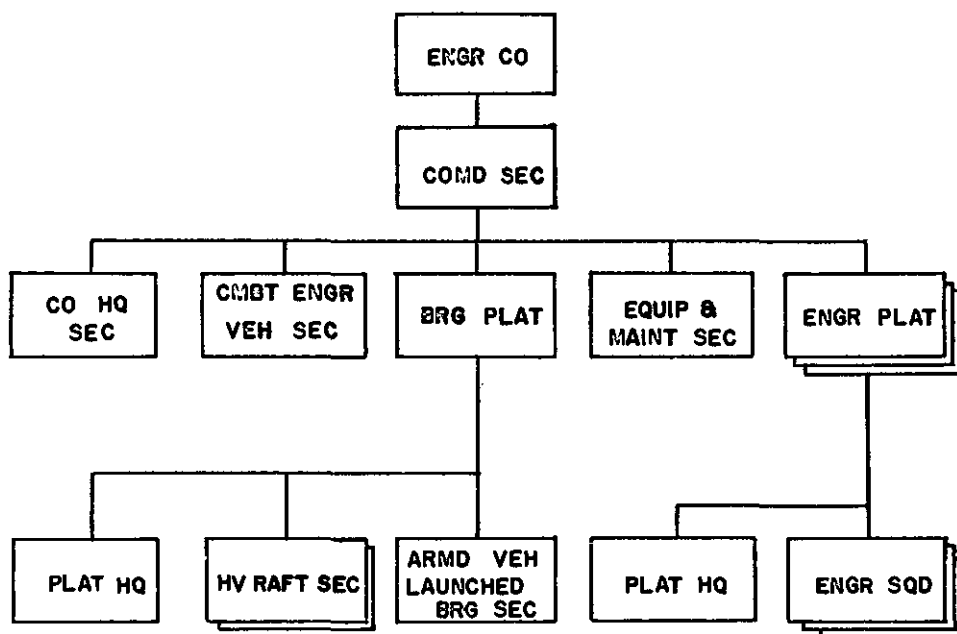 ENGR CO
COMD SEC
CO HQ
SEC
CMBT ENGR
VEH SEC
BRG PLAT
EQUIP &
MAINT SEC
ENGR PLAT
PLAT HQ
HV RAFT SEC
ARMD VEH
LAUNCHED
BRG SEC
PLAT HQ
ENGR SQD